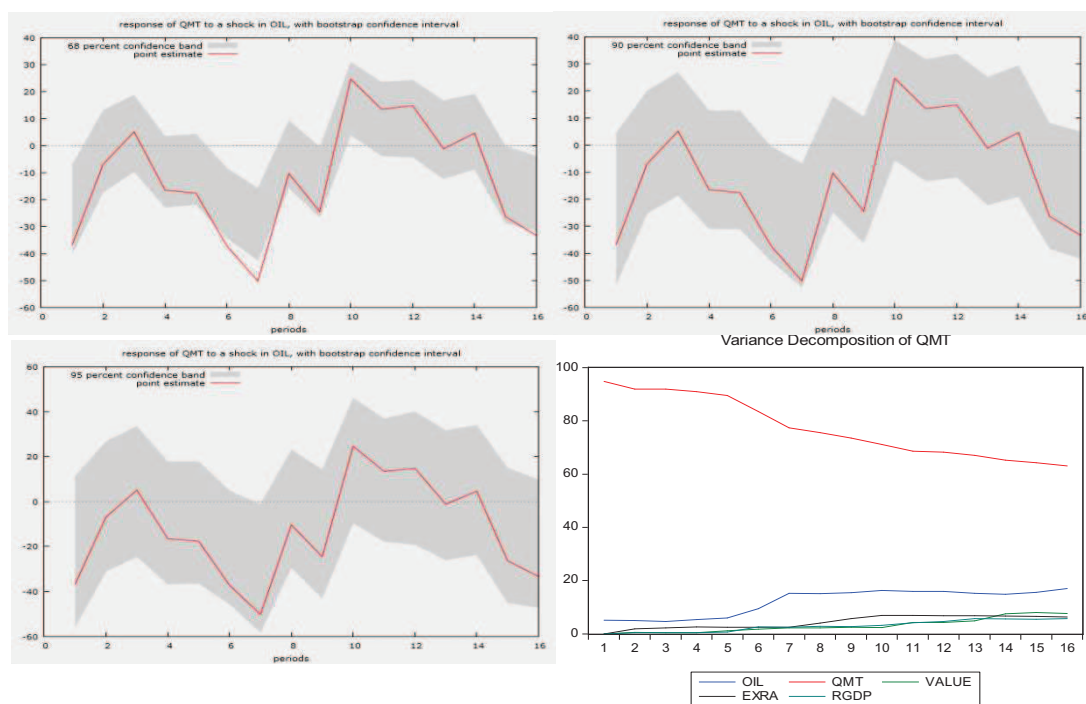 response of QMT to a shock in OIL, with bootstrap confidence interval
68 percent confidence band
point estimate
40
30
20
10
0
-10
-20
-30
-40
-50
-60
0 2 4 6 8 10 12 14 16
periods
response of QMT to a shock in OIL, with bootstrap confidence interval
90 percent confidence band
point estimate
40
30
20
10
0
-10
-20
-30
-40
-50
-60
0 2 4 6 8 10 12 14 16
periods
response of QMT to a shock in OIL, with bootstrap confidence interval
95 percent confidence band
point estimate
60
40
20
0
-20
-40
-60
0 2 4 6 8 10 12 14 16
periods
Variance Decomposition of QMT
100
80
60
40
20
0
1 2 3 4 5 6 7 8 9 10 11 12 13 14 15 16
OIL QMT VALUE
EXRA RGDP